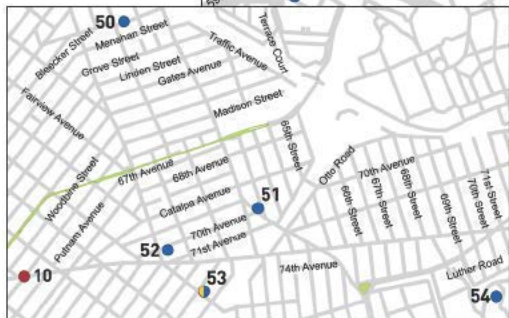 50
Bleecker Street
Menahan Street
Grove Street
Linden Street
Gates Avenue
Traffic Avenue
Terrace Court
Fairview Avenue
Madison Street
65th Street
Woodbine Street
67th Avenue
68th Avenue
Otto Road
70th Avenue
Street
67th Street
68th Street
69th Street
70th Street
71st Street
Putnam Avenue
Catalpa Avenue
51
70th Avenue
71st Avenue
52
10
53
74th Avenue
Luther Road
54